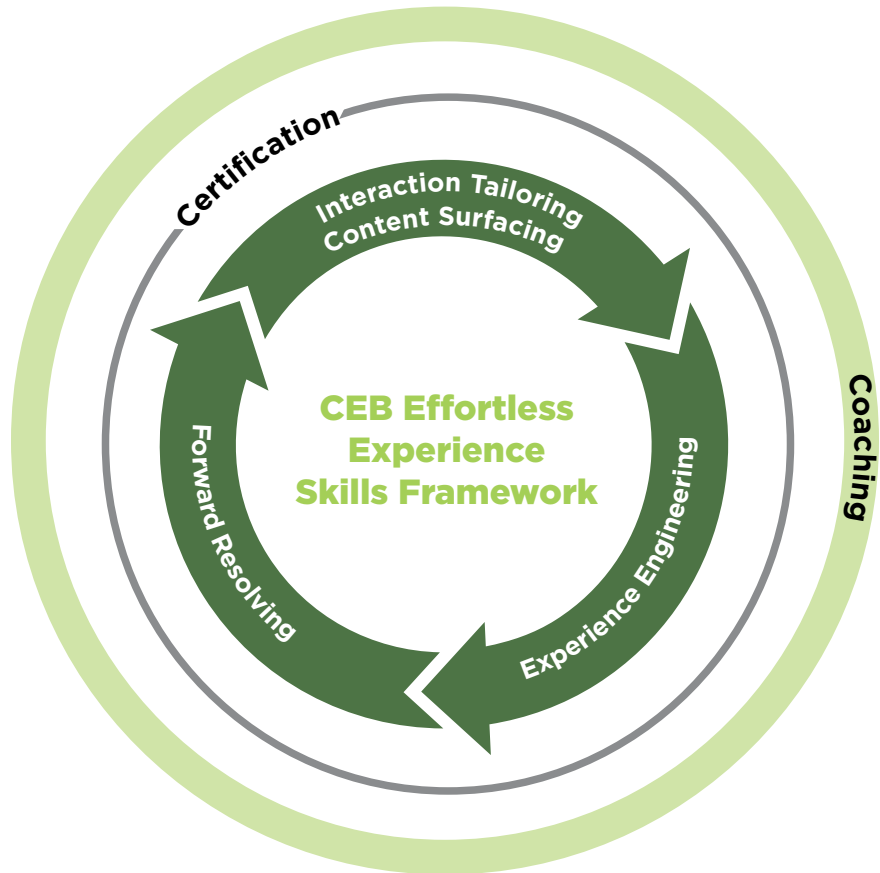 Certification
Interaction Tailoring
Content Surfacing
CEB Effortless
Experience
Skills Framework
Coaching
Forward Resolving
Experience Engineering